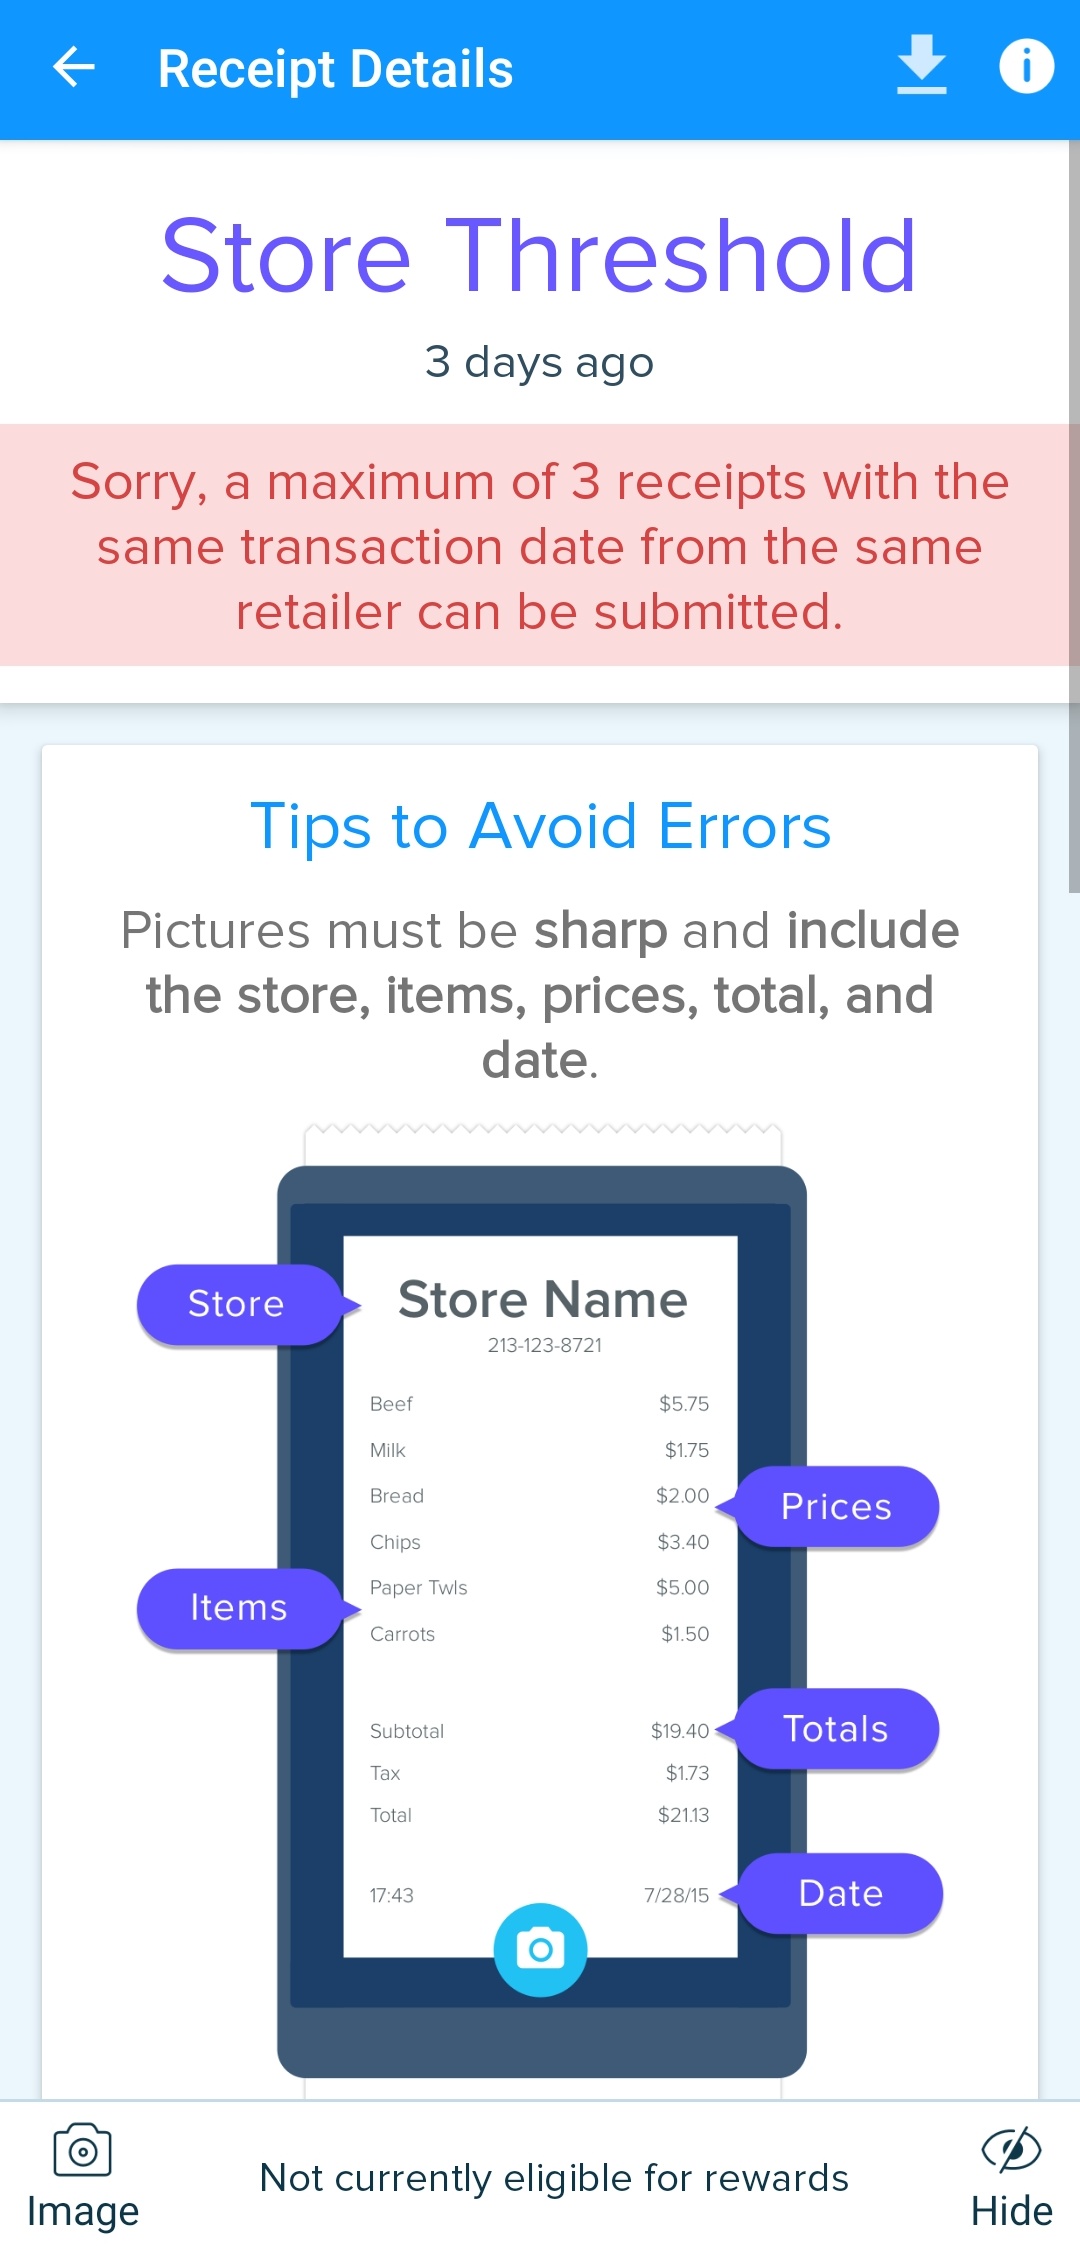 Receipt Details
Store Threshold
3 days ago
Sorry, a maximum of 3 receipts with the
same transaction date from the same
retailer can be submitted.
Tips to Avoid Errors
Pictures must be sharp and include
the store, items, prices, total, and
date.
Store
Store Name
213-123-8721
Beef $5.75
Milk $1.75
Bread $2.00
Prices
Chips $3.40
Paper Twls $5.00
Items
Carrots $1.50
Subtotal $19.40
Totals
Tax $1.73
Total $21.13
17:43 7/28/15
Date
Image
Not currently eligible for rewards
Hide